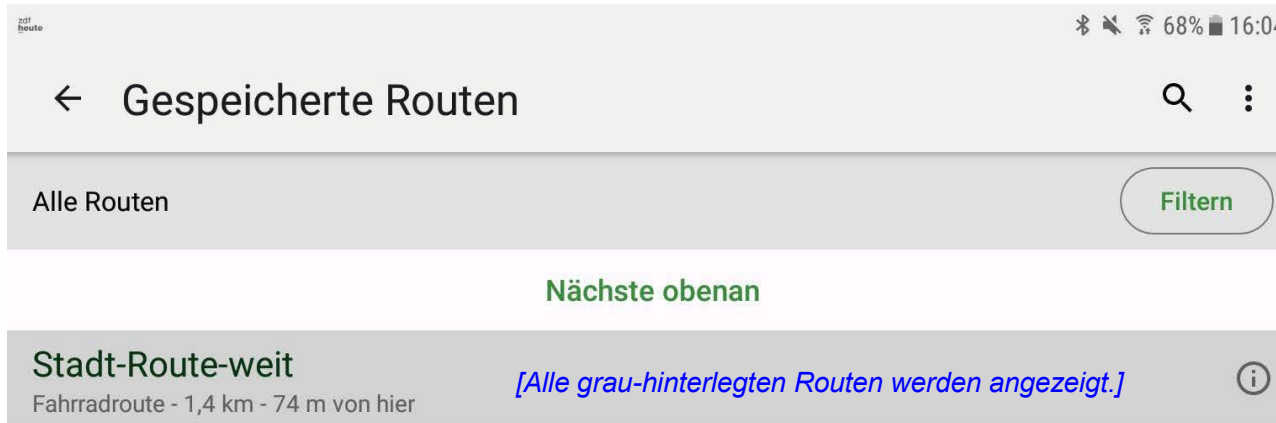 zdf
heute
68% 16:04
Gespeicherte Routen
Alle Routen
Filtern
Nächste obenan
Stadt-Route-weit
[Alle grau-hinterlegten Routen werden angezeigt.]
Fahrradroute - 1,4 km - 74 m von hier